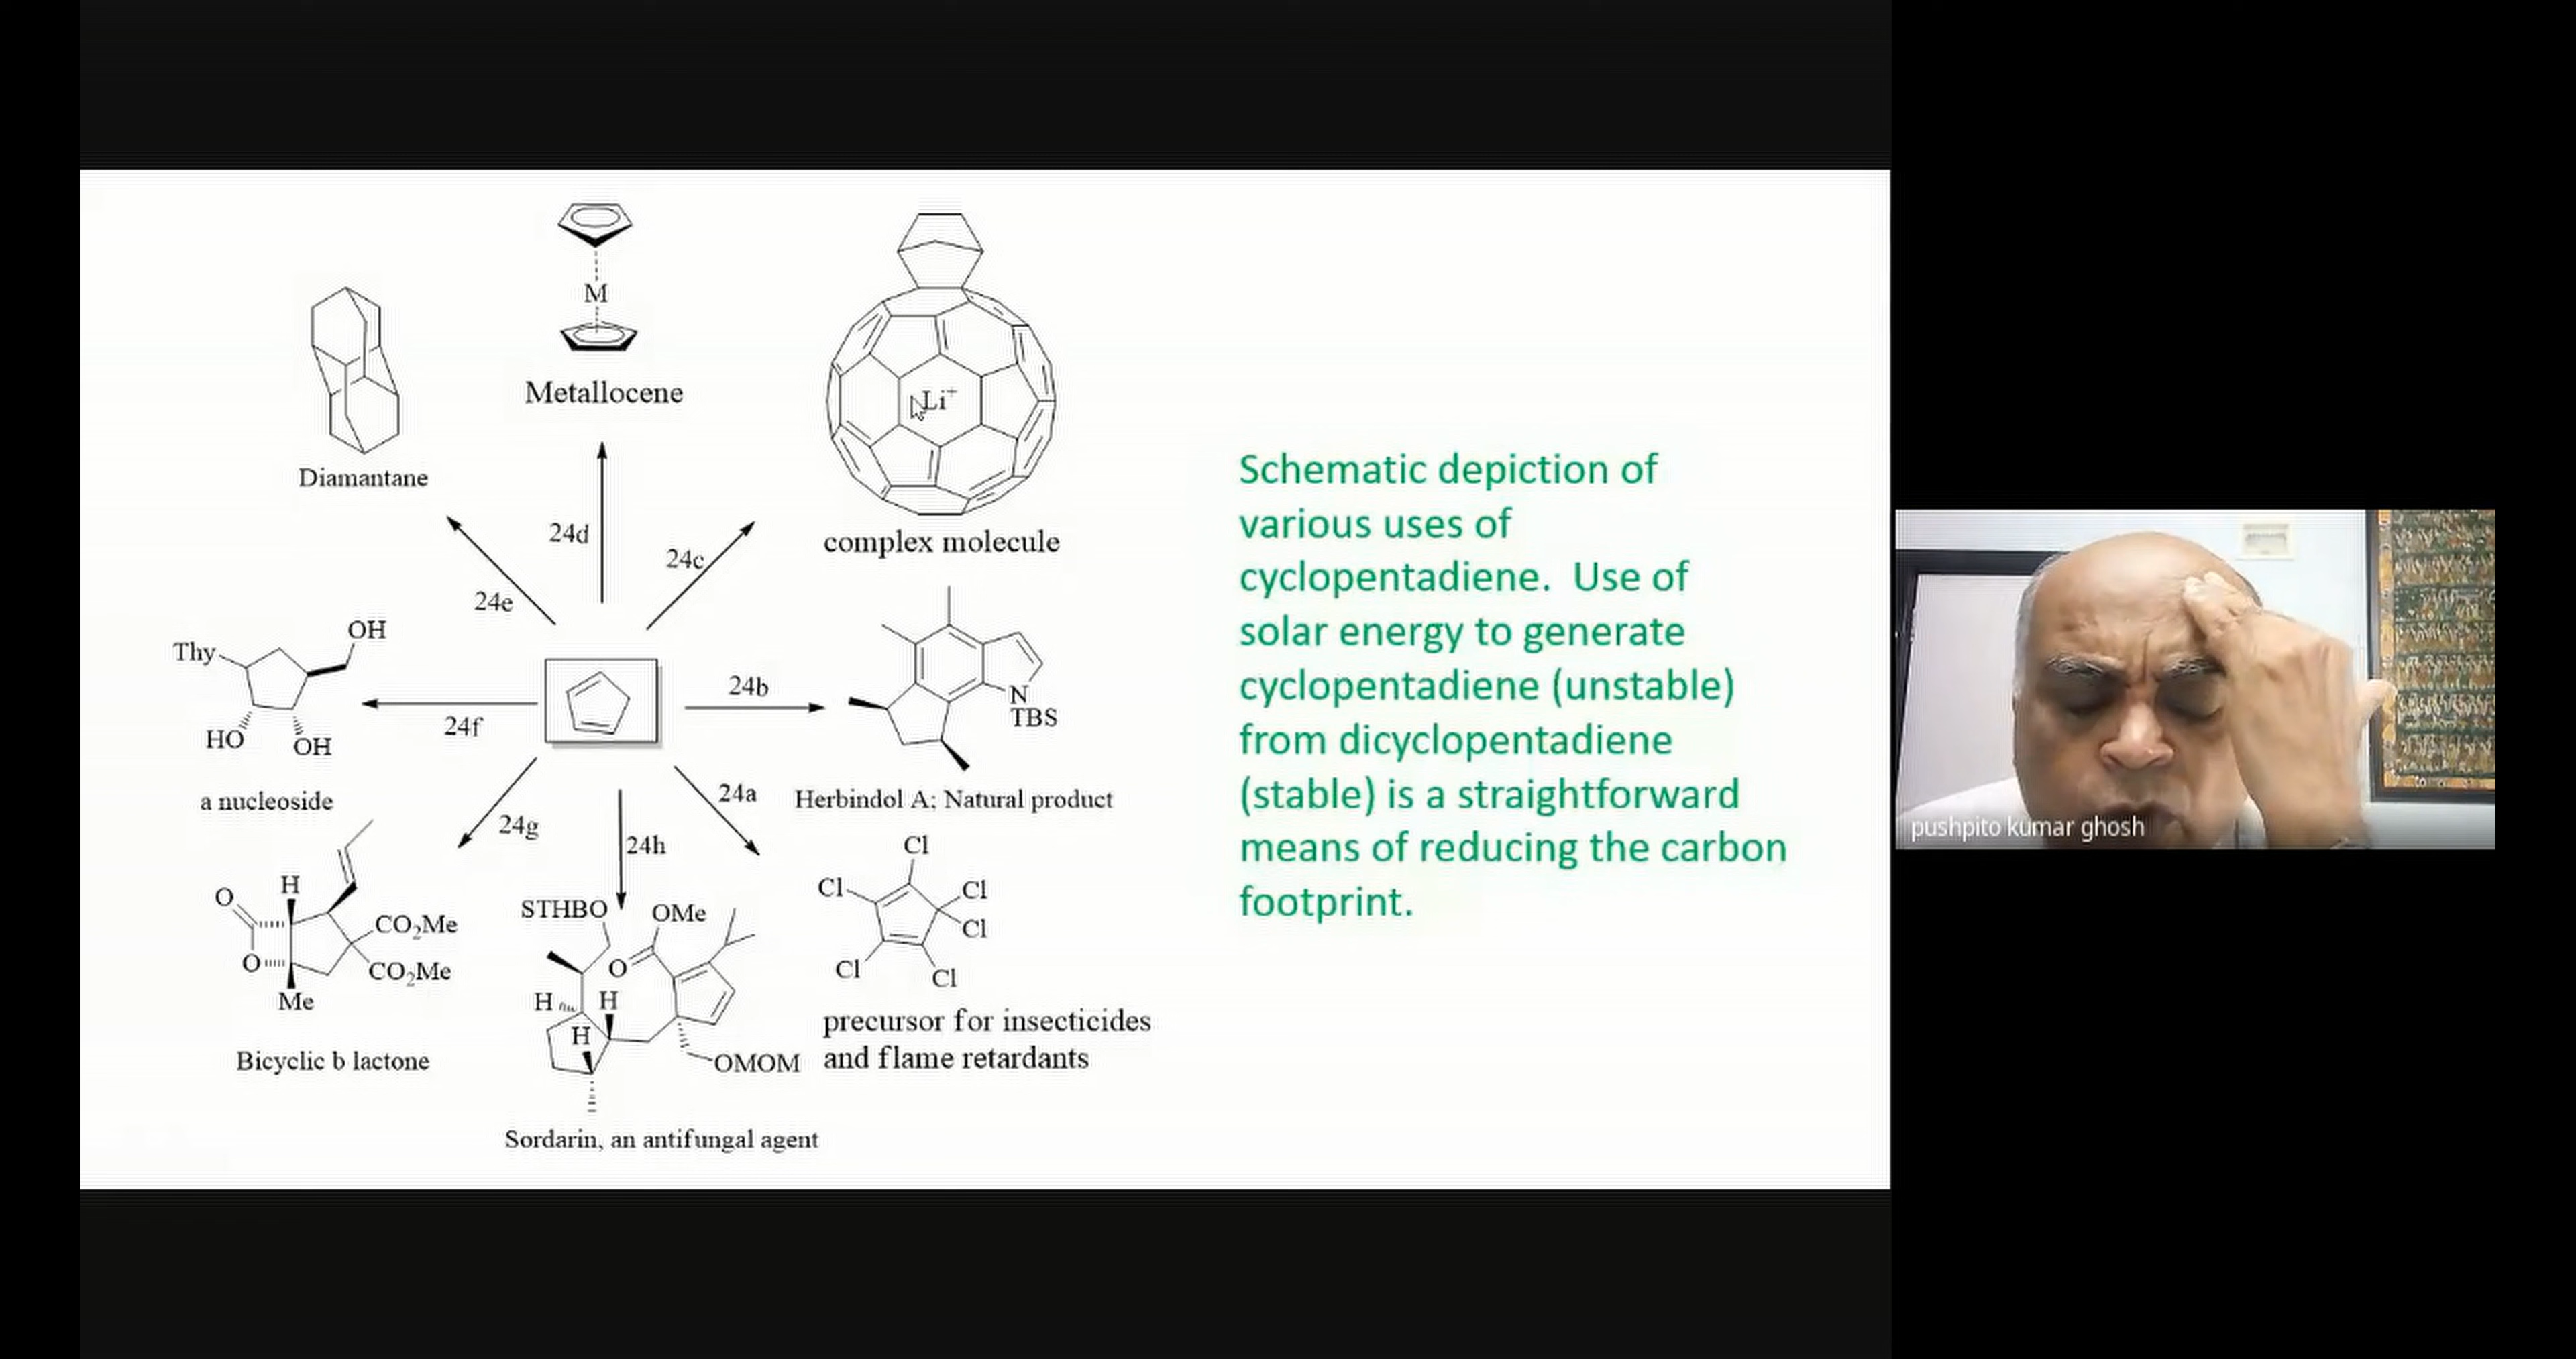 M
Metallocene
Li⁺
Diamantane
complex molecule
24d
24c
24e
OH
Thy
HO
OH
24f
a nucleoside
24b
N
TBS
Herbindol A; Natural product
24g
24h
24a
O
H
CO₂Me
O
CO₂Me
Me
Bicyclic b lactone
STHBO
OMe
O
H
H
H
OMOM
Sordarin, an antifungal agent
Cl
Cl
Cl
Cl
Cl
Cl
precursor for insecticides
and flame retardants
Schematic depiction of
various uses of
cyclopentadiene. Use of
solar energy to generate
cyclopentadiene (unstable)
from dicyclopentadiene
(stable) is a straightforward
means of reducing the carbon
footprint.
pushpito kumar ghosh